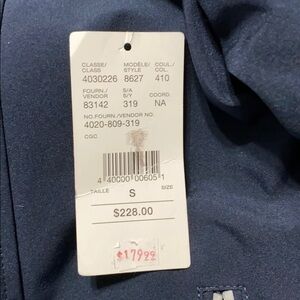 CLASSE/ MODÈLE/ COUL./
CLASS STYLE COL.
4030226 8627 410
FOURN./ S/A
VENDOR S/Y COORD.
83142 319 NA
NO.FOURN./VENDOR NO.
4020-809-319
CGC
4 40000 00605 1
TAILLE S SIZE
$228.00
$179.99